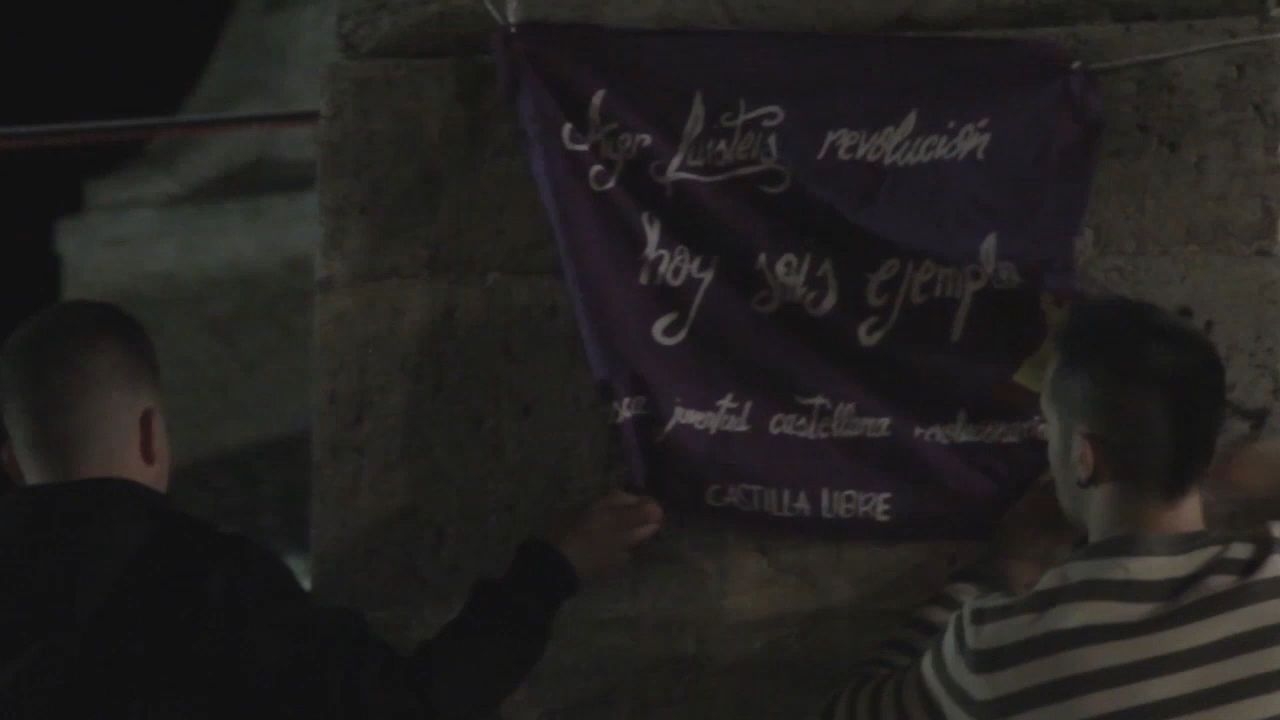 Ayer fuisteis revolución
hoy sois ejemplo
juventud castellana revolucionaria
CASTILLA LIBRE